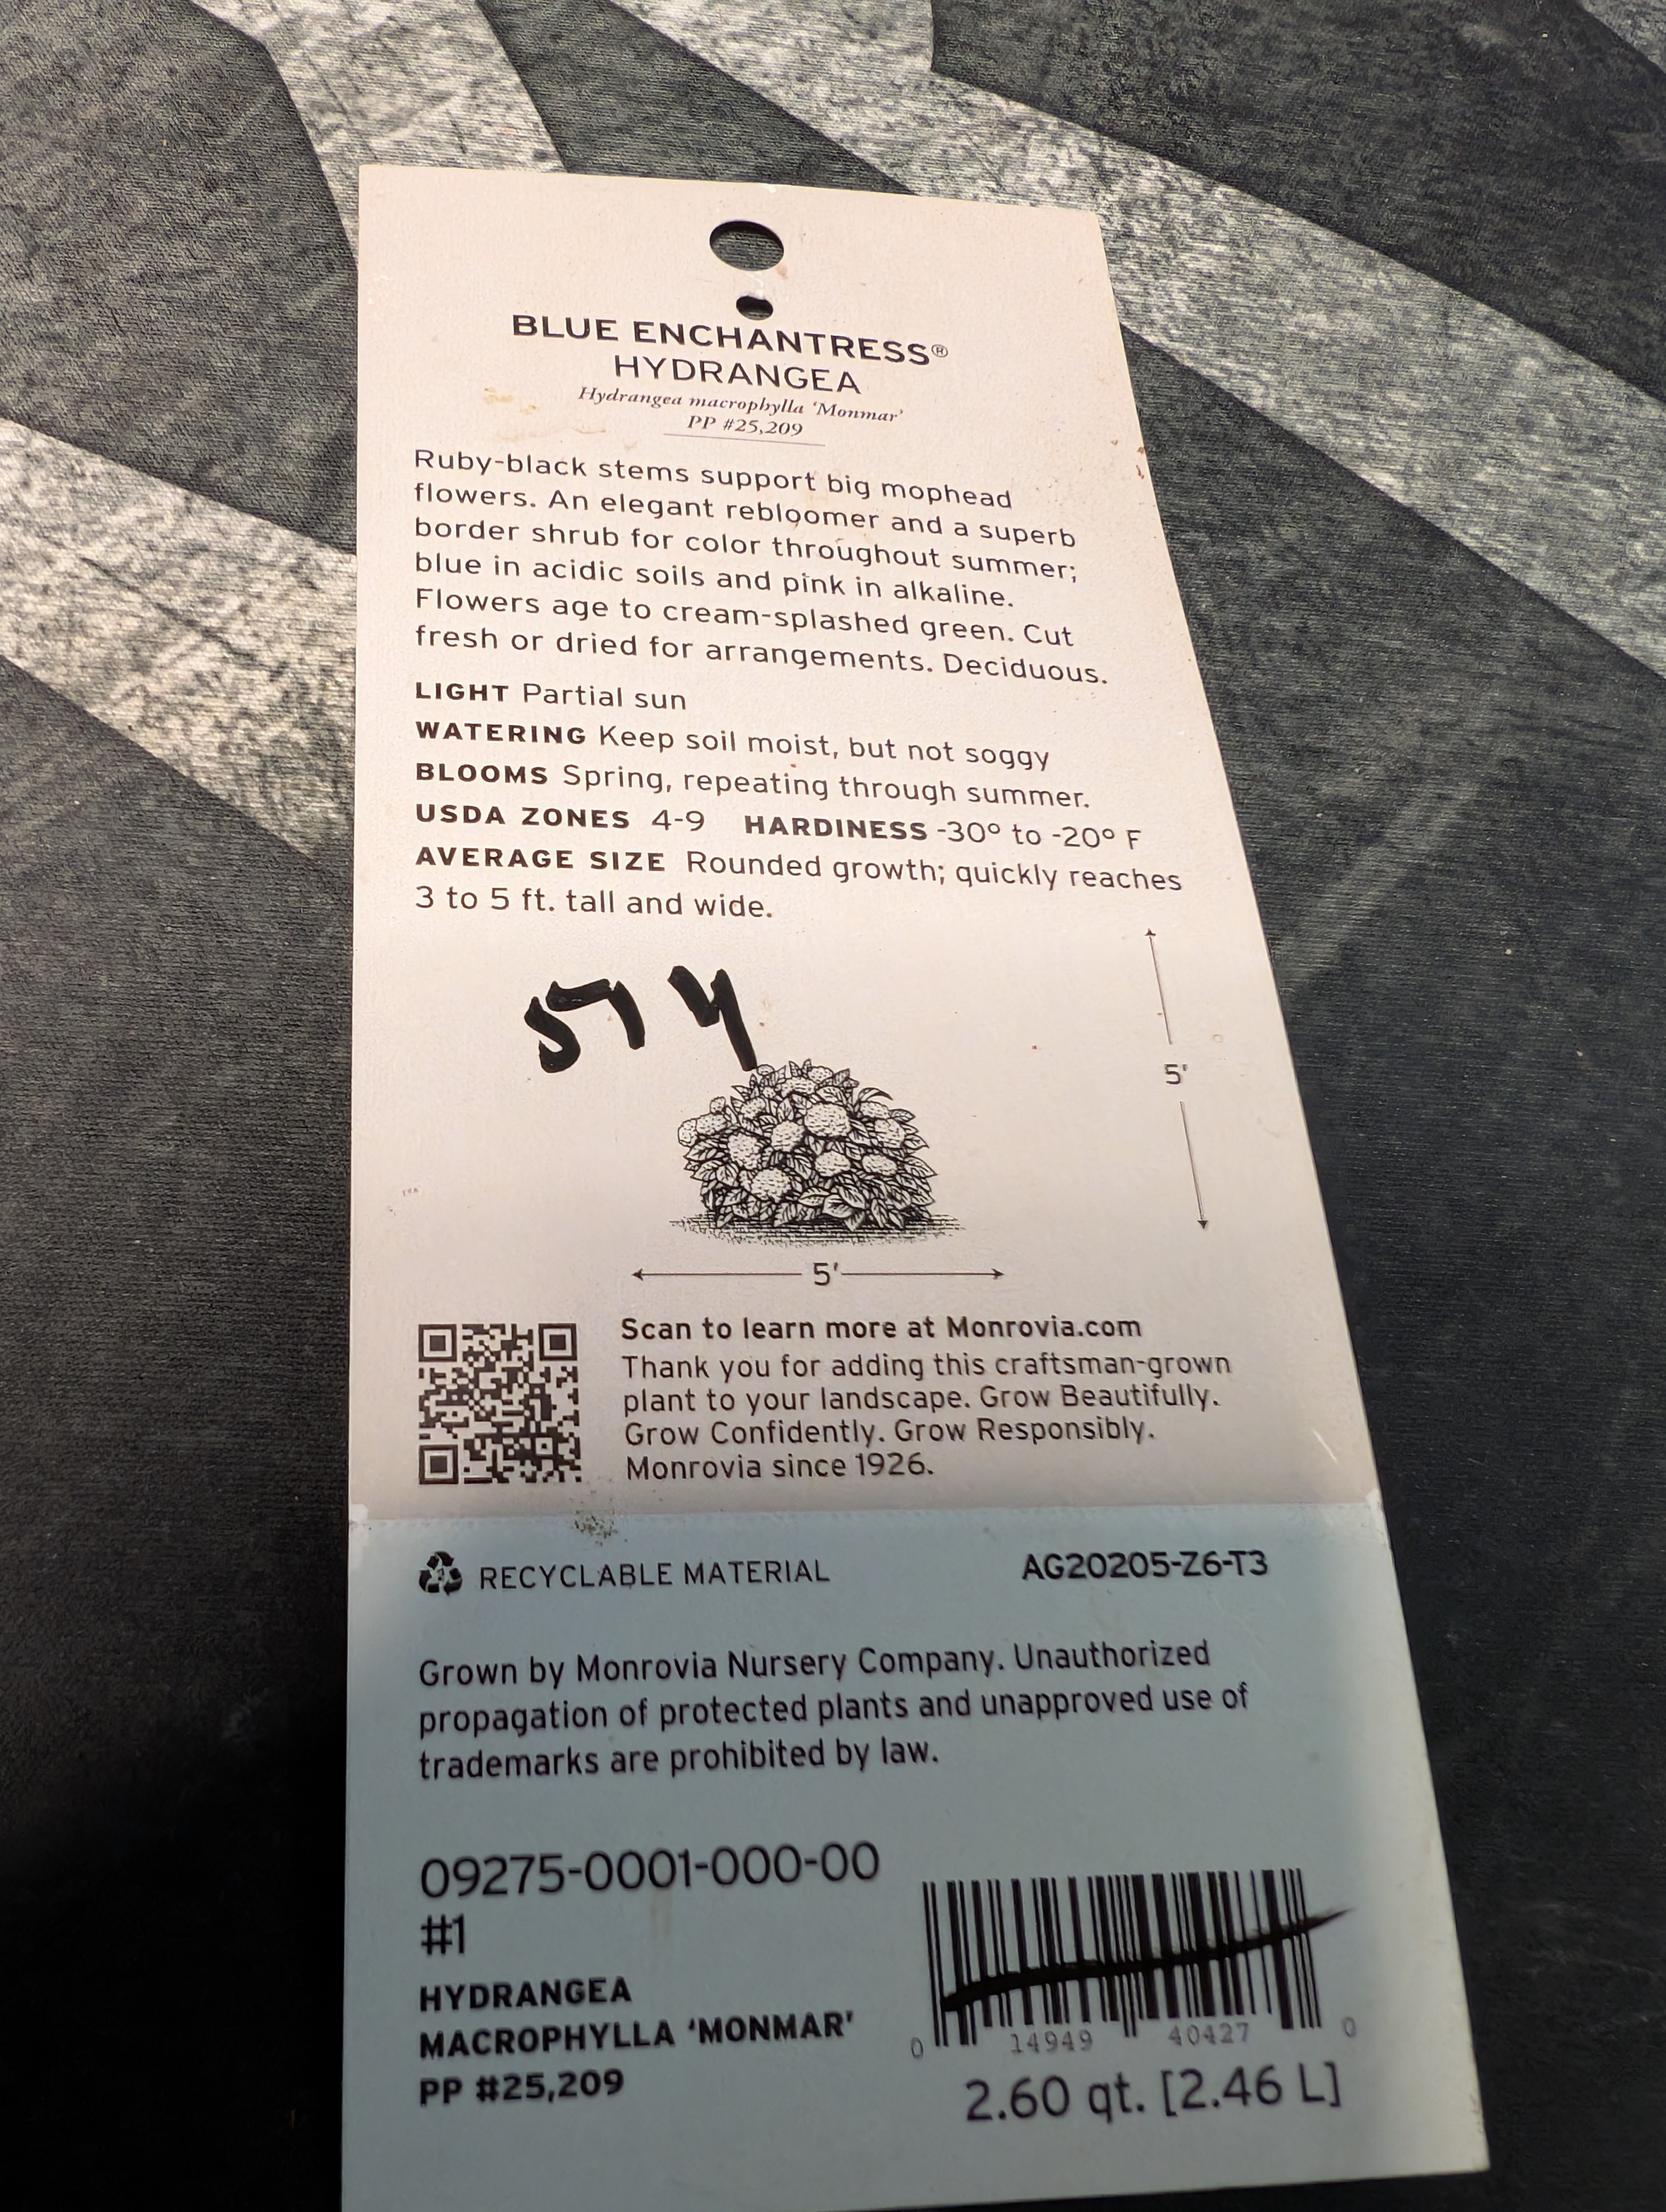 BLUE ENCHANTRESS®
HYDRANGEA
Hydrangea macrophylla ‘Monmar’
PP #25,209
Ruby-black stems support big mophead
flowers. An elegant rebloomer and a superb
border shrub for color throughout summer;
blue in acidic soils and pink in alkaline.
Flowers age to cream-splashed green. Cut
fresh or dried for arrangements. Deciduous.
LIGHT Partial sun
WATERING Keep soil moist, but not soggy
BLOOMS Spring, repeating through summer.
USDA ZONES 4-9 HARDINESS -30° to -20° F
AVERAGE SIZE Rounded growth; quickly reaches
3 to 5 ft. tall and wide.
5'
5'
Scan to learn more at Monrovia.com
Thank you for adding this craftsman-grown
plant to your landscape. Grow Beautifully.
Grow Confidently. Grow Responsibly.
Monrovia since 1926.
RECYCLABLE MATERIAL AG20205-Z6-T3
Grown by Monrovia Nursery Company. Unauthorized
propagation of protected plants and unapproved use of
trademarks are prohibited by law.
09275-0001-000-00
#1
HYDRANGEA
MACROPHYLLA ‘MONMAR’
PP #25,209
0 14949 40427 0
2.60 qt. [2.46 L]